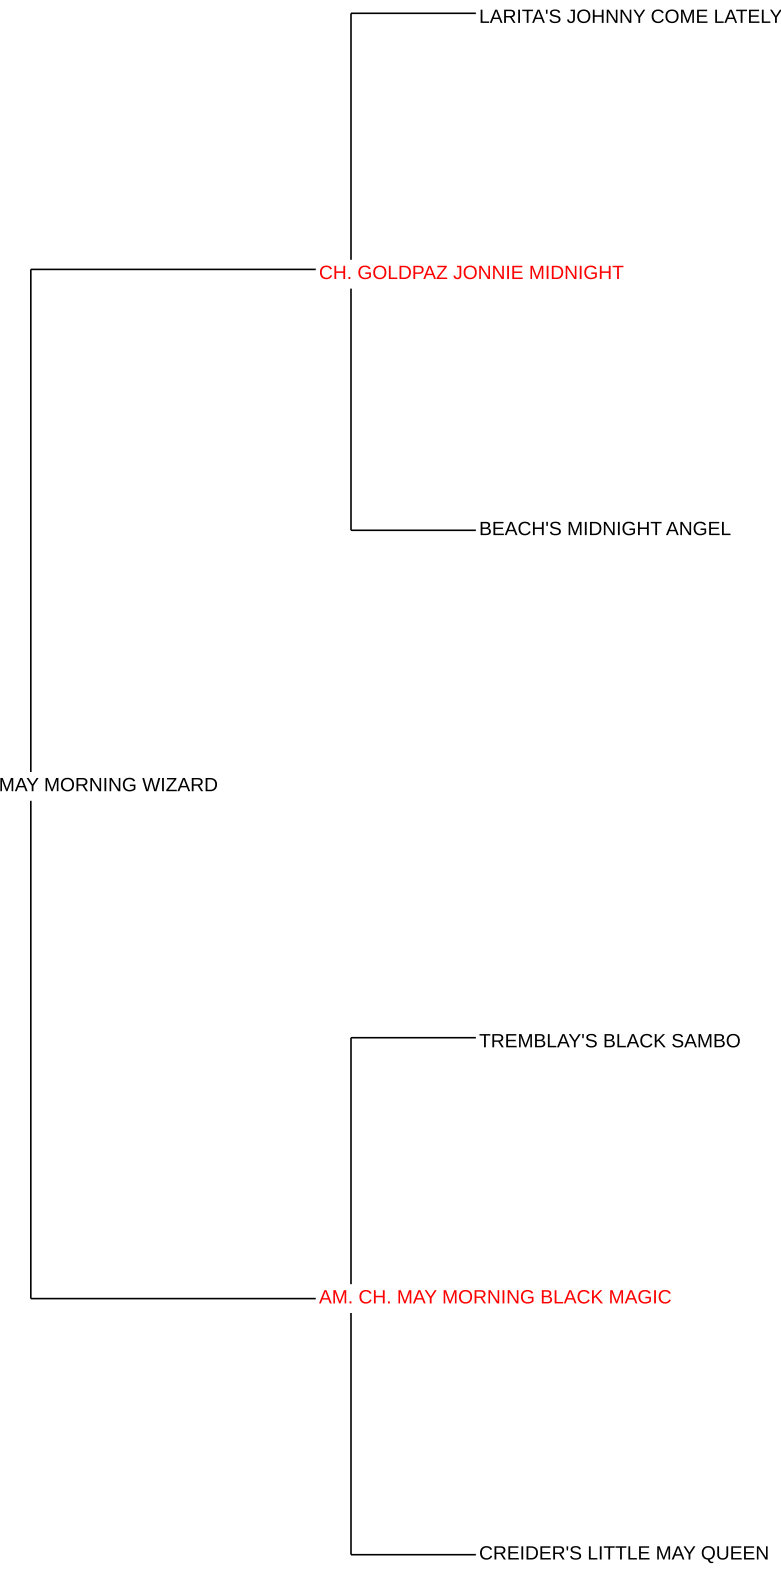 LARITA'S JOHNNY COME LATELY
CH. GOLDPAZ JONNIE MIDNIGHT
BEACH'S MIDNIGHT ANGEL
MAY MORNING WIZARD
TREMBLAY'S BLACK SAMBO
AM. CH. MAY MORNING BLACK MAGIC
CREIDER'S LITTLE MAY QUEEN